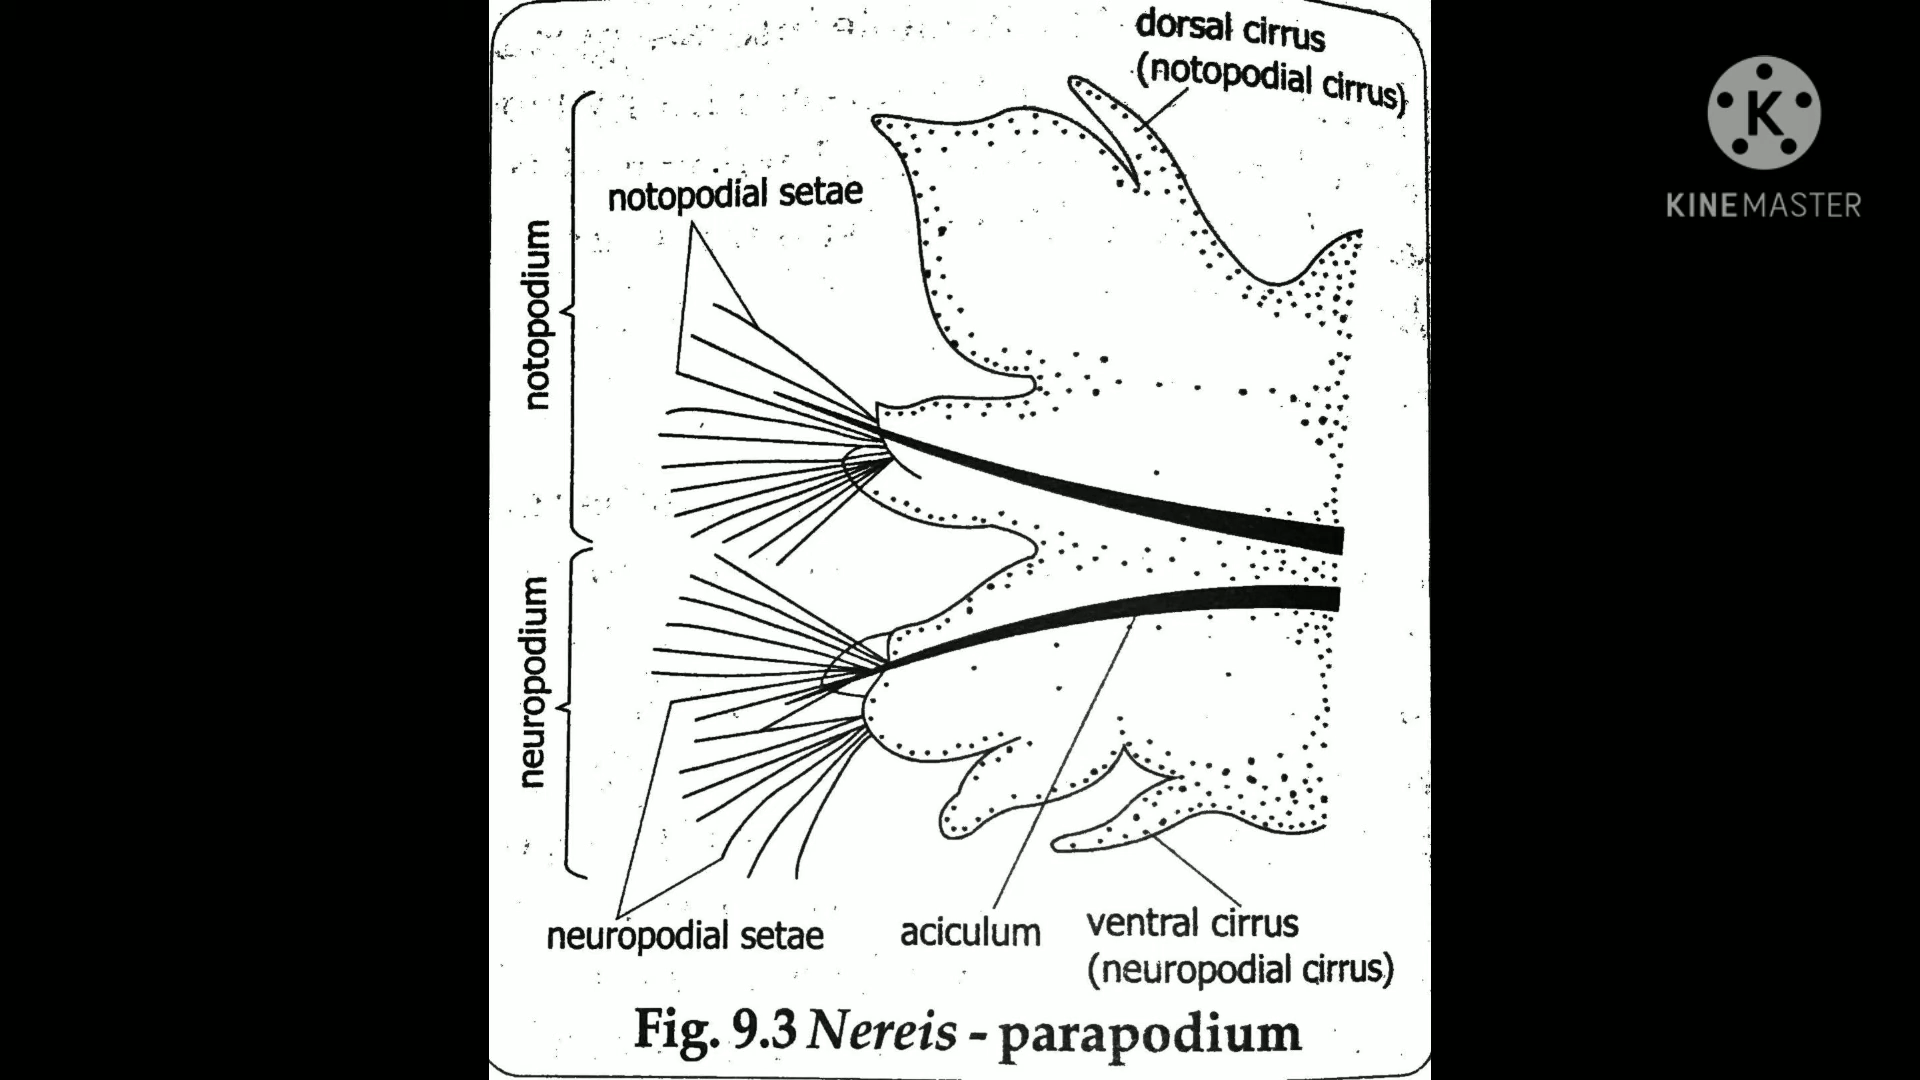 dorsal cirrus
(notopodial cirrus)
notopodial setae
notopodium
neuropodium
neuropodial setae
aciculum
ventral cirrus
(neuropodial cirrus)
Fig. 9.3 Nereis - parapodium
K
KINEMASTER